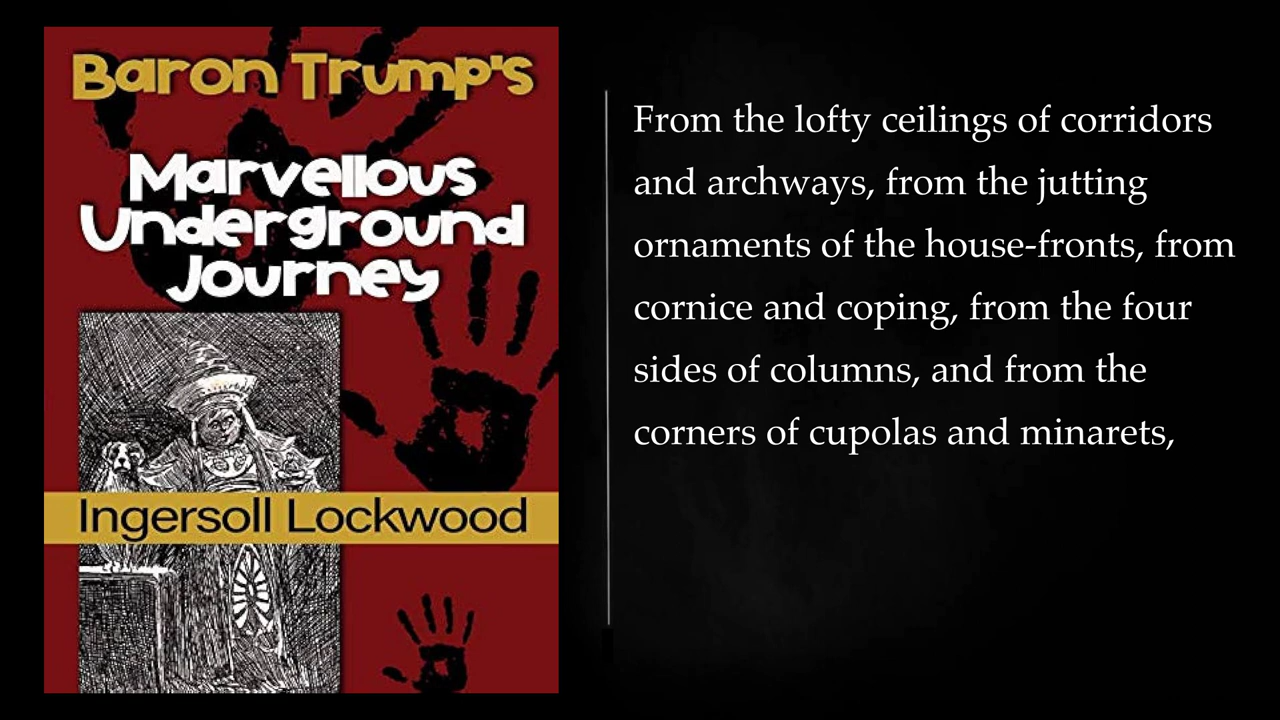 Baron Trump's
Marvellous
Underground
Journey
Ingersoll Lockwood
From the lofty ceilings of corridors
and archways, from the jutting
ornaments of the house-fronts, from
cornice and coping, from the four
sides of columns, and from the
corners of cupolas and minarets,